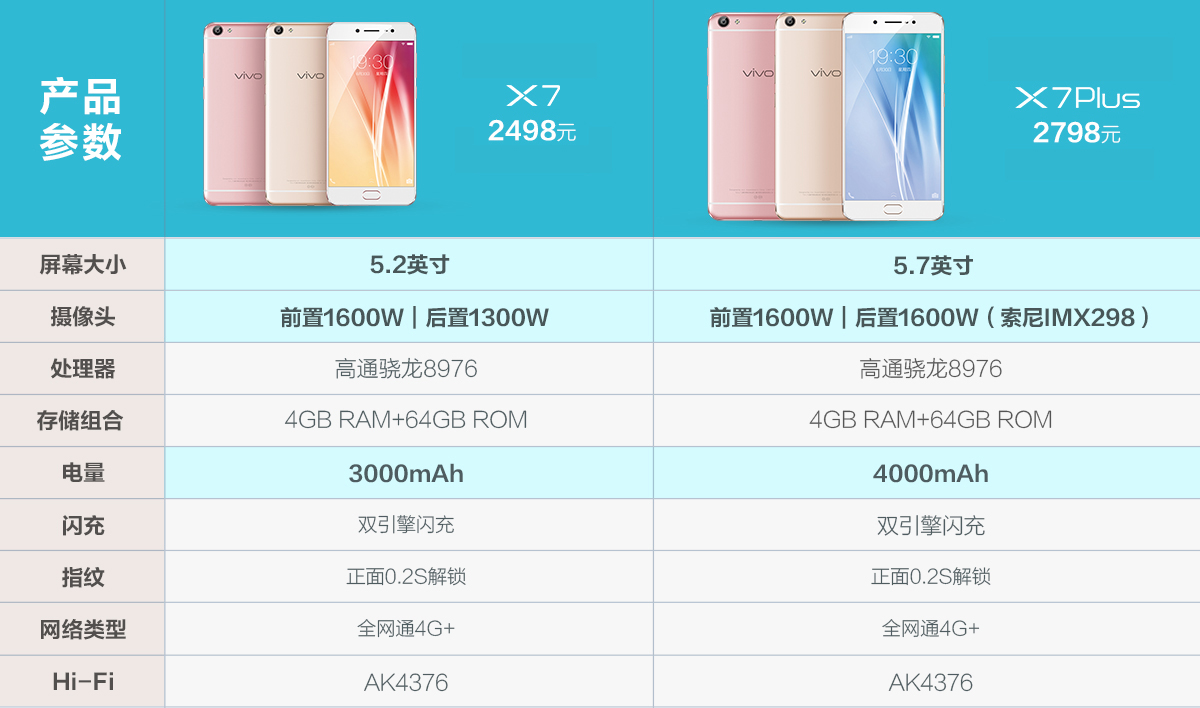 产品
参数
vivo
vivo
19:30
X7
2498元
vivo
vivo
19:30
X7Plus
2798元
屏幕大小 5.2英寸 5.7英寸
摄像头 前置1600W｜后置1300W 前置1600W｜后置1600W（索尼IMX298）
处理器 高通骁龙8976 高通骁龙8976
存储组合 4GB RAM+64GB ROM 4GB RAM+64GB ROM
电量 3000mAh 4000mAh
闪充 双引擎闪充 双引擎闪充
指纹 正面0.2S解锁 正面0.2S解锁
网络类型 全网通4G+ 全网通4G+
Hi-Fi AK4376 AK4376